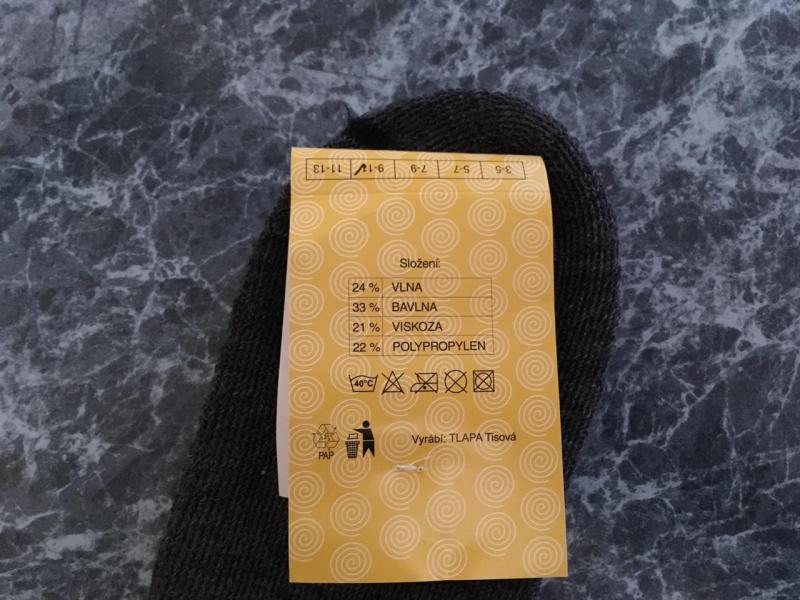 11-13 9-11 7-9 5-7 3-5
Složení:
24 % VLNA
33 % BAVLNA
21 % VISKOZA
22 % POLYPROPYLEN
40°C
PAP
Vyrábí: TLAPA Tisová